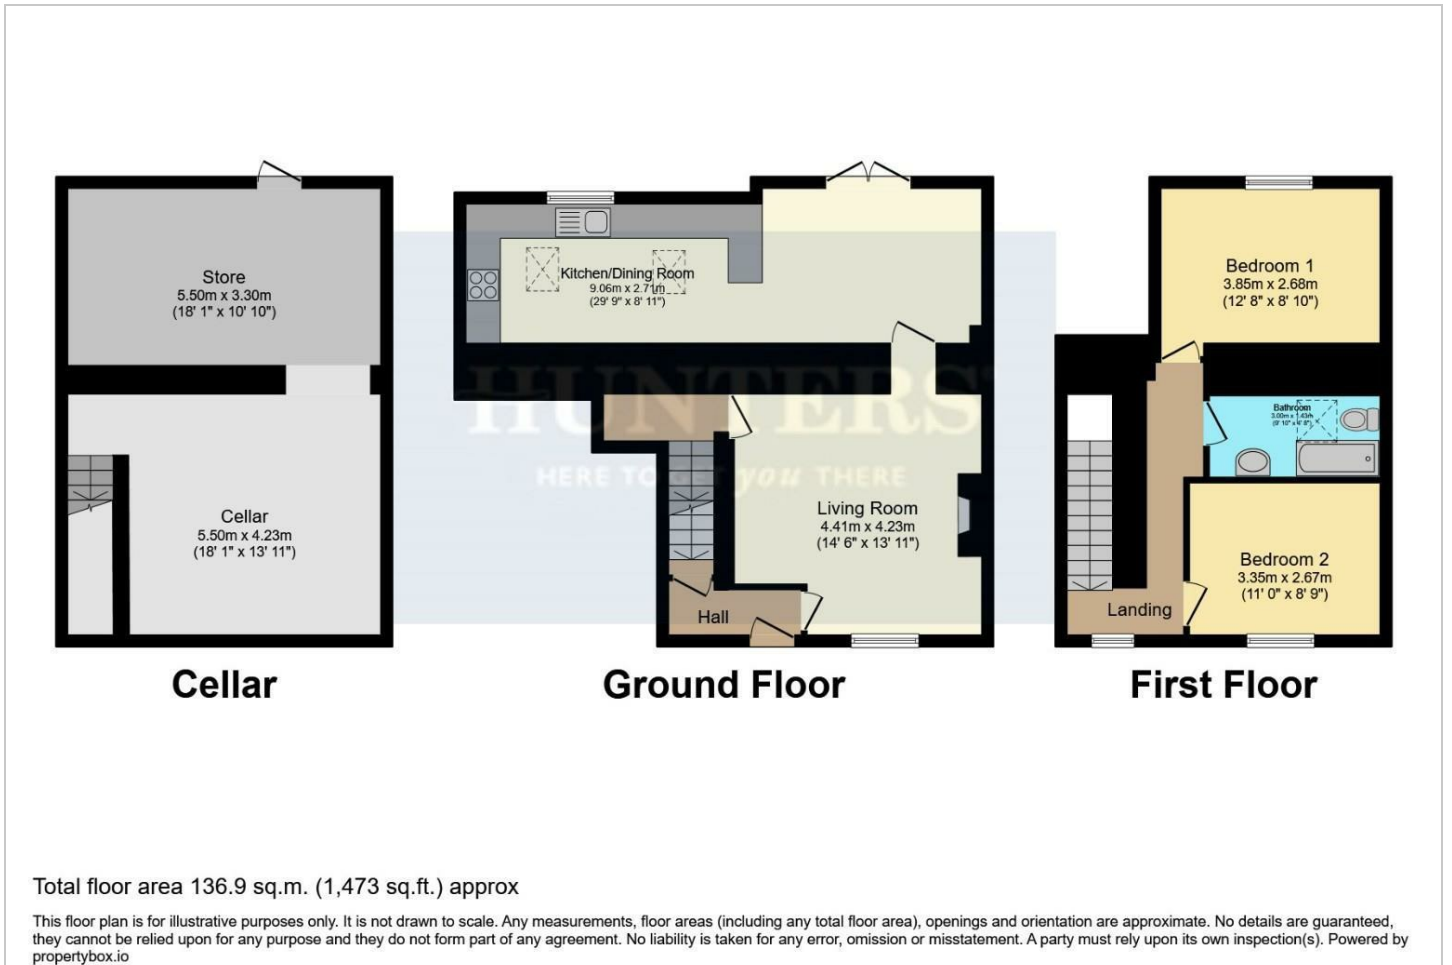 Store
5.50m x 3.30m
(18' 1" x 10' 10")
Cellar
5.50m x 4.23m
(18' 1" x 13' 11")
Cellar
Kitchen/Dining Room
9.06m x 2.71m
(29' 9" x 8' 11")
HUNTERS
HERE TO GET you THERE
Living Room
4.41m x 4.23m
(14' 6" x 13' 11")
Hall
Ground Floor
Bedroom 1
3.85m x 2.68m
(12' 8" x 8' 10")
Bathroom
3.00m x 1.43m
(9' 10" x 4' 8")
Bedroom 2
3.35m x 2.67m
(11' 0" x 8' 9")
Landing
First Floor
Total floor area 136.9 sq.m. (1,473 sq.ft.) approx
This floor plan is for illustrative purposes only. It is not drawn to scale. Any measurements, floor areas (including any total floor area), openings and orientation are approximate. No details are guaranteed,
they cannot be relied upon for any purpose and they do not form part of any agreement. No liability is taken for any error, omission or misstatement. A party must rely upon its own inspection(s). Powered by
propertybox.io